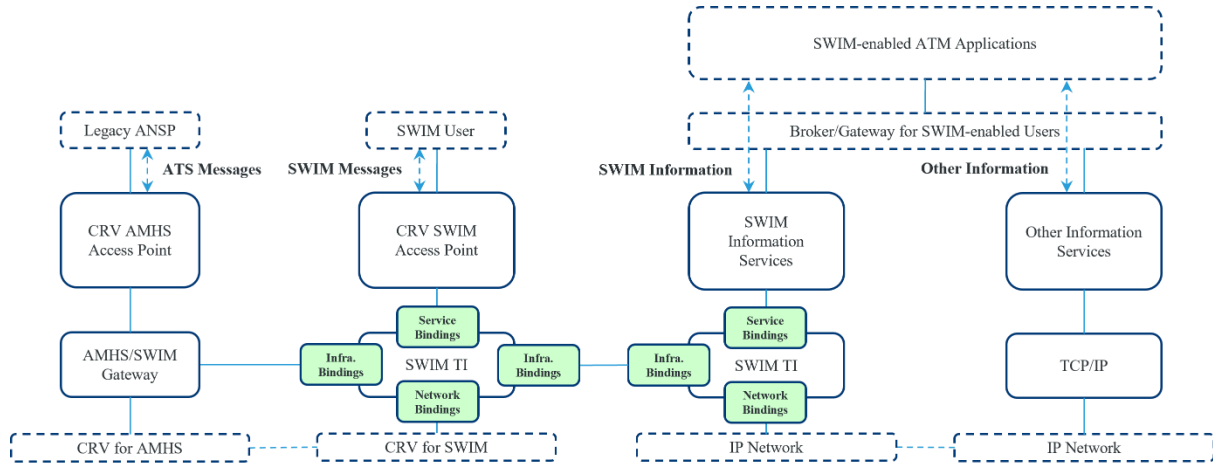 SWIM-enabled ATM Applications
Legacy ANSP
SWIM User
Broker/Gateway for SWIM-enabled Users
ATS Messages
SWIM Messages
SWIM Information
Other Information
CRV AMHS
Access Point
CRV SWIM
Access Point
SWIM
Information
Services
Other Information
Services
Service
Bindings
Service
Bindings
AMHS/SWIM
Gateway
Infra.
Bindings
SWIM TI
Infra.
Bindings
Infra.
Bindings
SWIM TI
TCP/IP
Network
Bindings
Network
Bindings
CRV for AMHS
CRV for SWIM
IP Network
IP Network